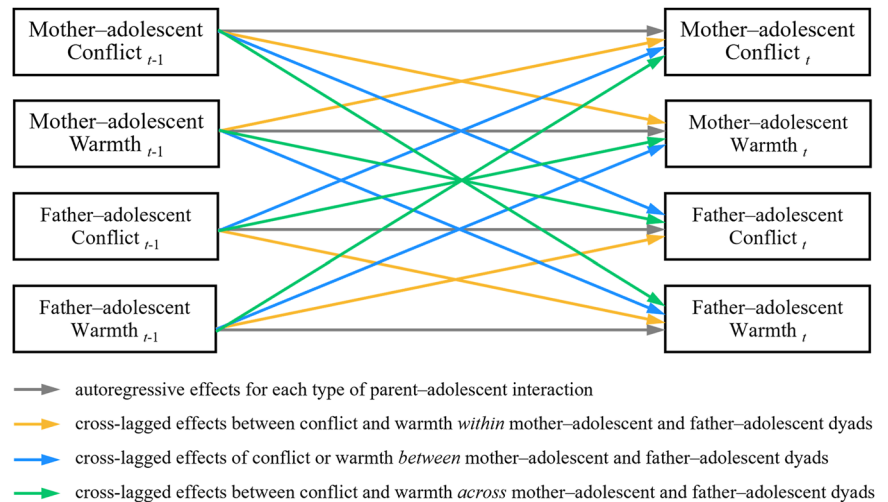 Mother–adolescent
Conflict t-1
Mother–adolescent
Conflict t
Mother–adolescent
Warmth t-1
Mother–adolescent
Warmth t
Father–adolescent
Conflict t-1
Father–adolescent
Conflict t
Father–adolescent
Warmth t-1
Father–adolescent
Warmth t
autoregressive effects for each type of parent–adolescent interaction
cross-lagged effects between conflict and warmth within mother–adolescent and father–adolescent dyads
cross-lagged effects of conflict or warmth between mother–adolescent and father–adolescent dyads
cross-lagged effects between conflict and warmth across mother–adolescent and father–adolescent dyads